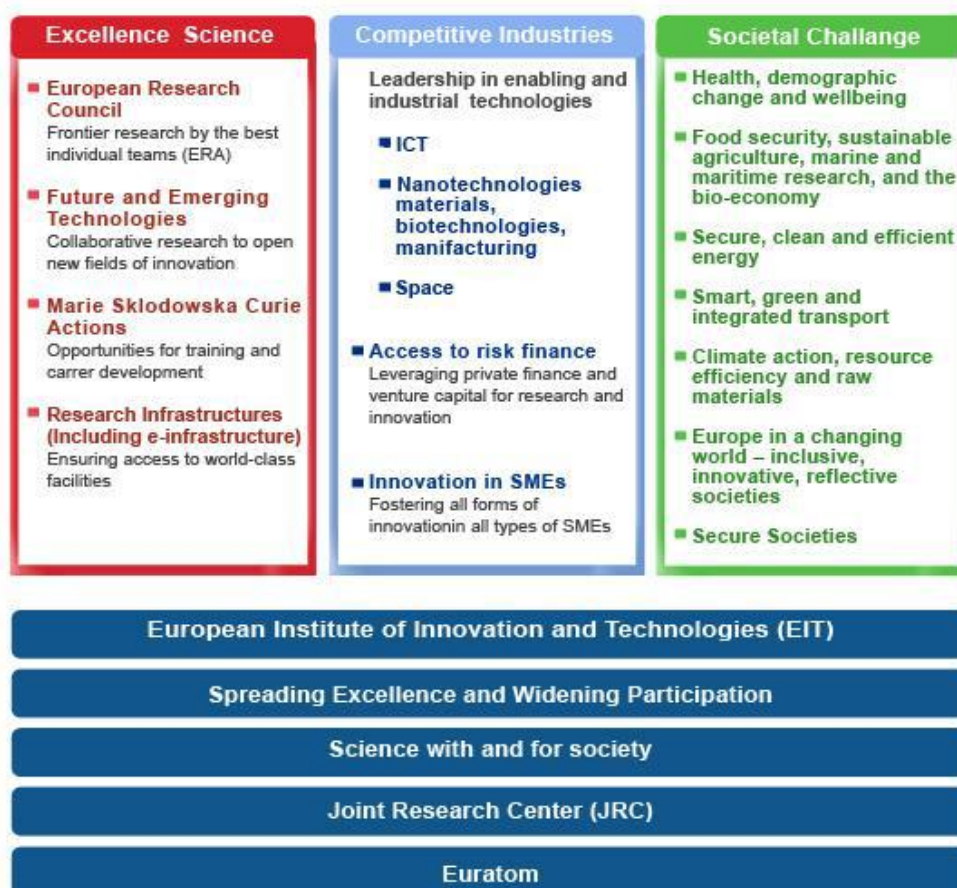 Excellence Science
European Research
Council
Frontier research by the best
individual teams (ERA)
Future and Emerging
Technologies
Collaborative research to open
new fields of innovation
Marie Sklodowska Curie
Actions
Opportunities for training and
carrer development
Research Infrastructures
(Including e-infrastructure)
Ensuring access to world-class
facilities
Competitive Industries
Leadership in enabling and
industrial technologies
ICT
Nanotechnologies
materials,
biotechnologies,
manifacturing
Space
Access to risk finance
Leveraging private finance and
venture capital for research and
innovation
Innovation in SMEs
Fostering all forms of
innovationin all types of SMEs
Societal Challange
Health, demographic
change and wellbeing
Food security, sustainable
agriculture, marine and
maritime research, and the
bio-economy
Secure, clean and efficient
energy
Smart, green and
integrated transport
Climate action, resource
efficiency and raw
materials
Europe in a changing
world – inclusive,
innovative, reflective
societies
Secure Societies
European Institute of Innovation and Technologies (EIT)
Spreading Excellence and Widening Participation
Science with and for society
Joint Research Center (JRC)
Euratom